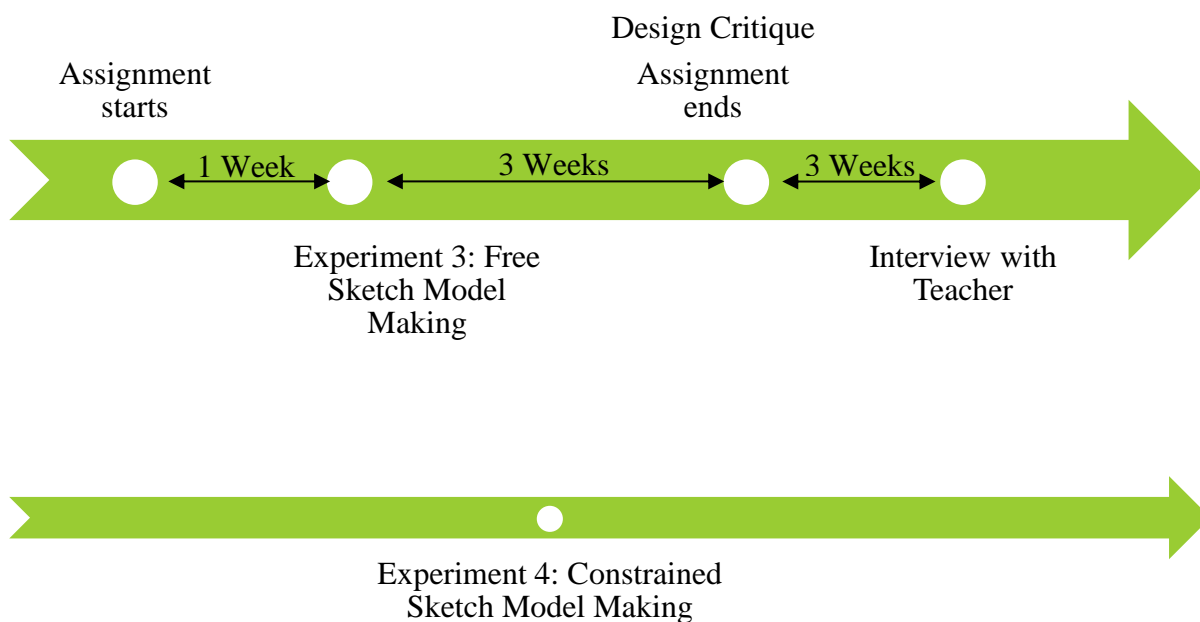 Design Critique
Assignment
starts
Assignment
ends
1 Week
3 Weeks
3 Weeks
Experiment 3: Free
Sketch Model
Making
Interview with
Teacher
Experiment 4: Constrained
Sketch Model Making